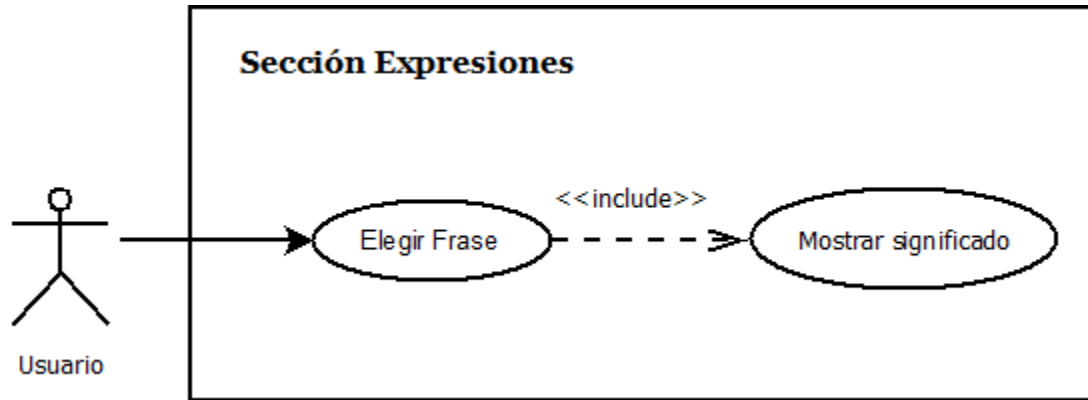 Sección Expresiones
<<include>>
Elegir Frase
Mostrar significado
Usuario